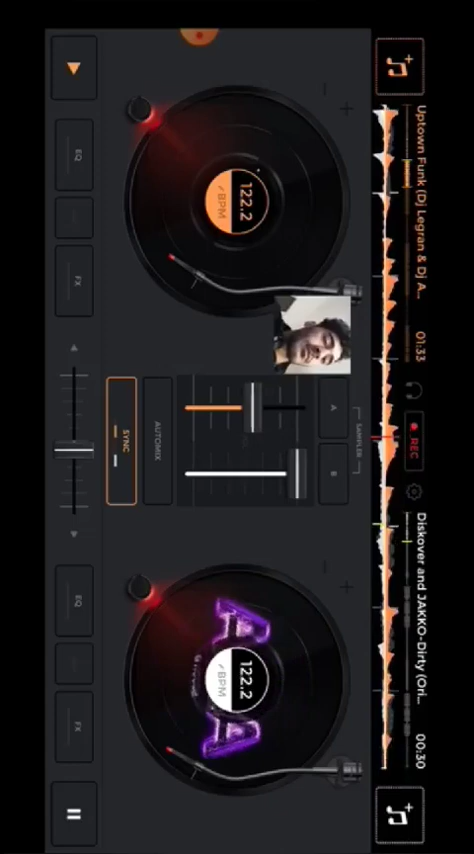 Uptown Funk (Dj Legran & Dj A...
01:33
REC
Diskover and JAKKO-Dirty (Ori...
00:30
122.2
BPM
SAMPLER
A
B
AUTOMIX
SYNC
122.2
BPM
A
A
EQ
FX
EQ
FX